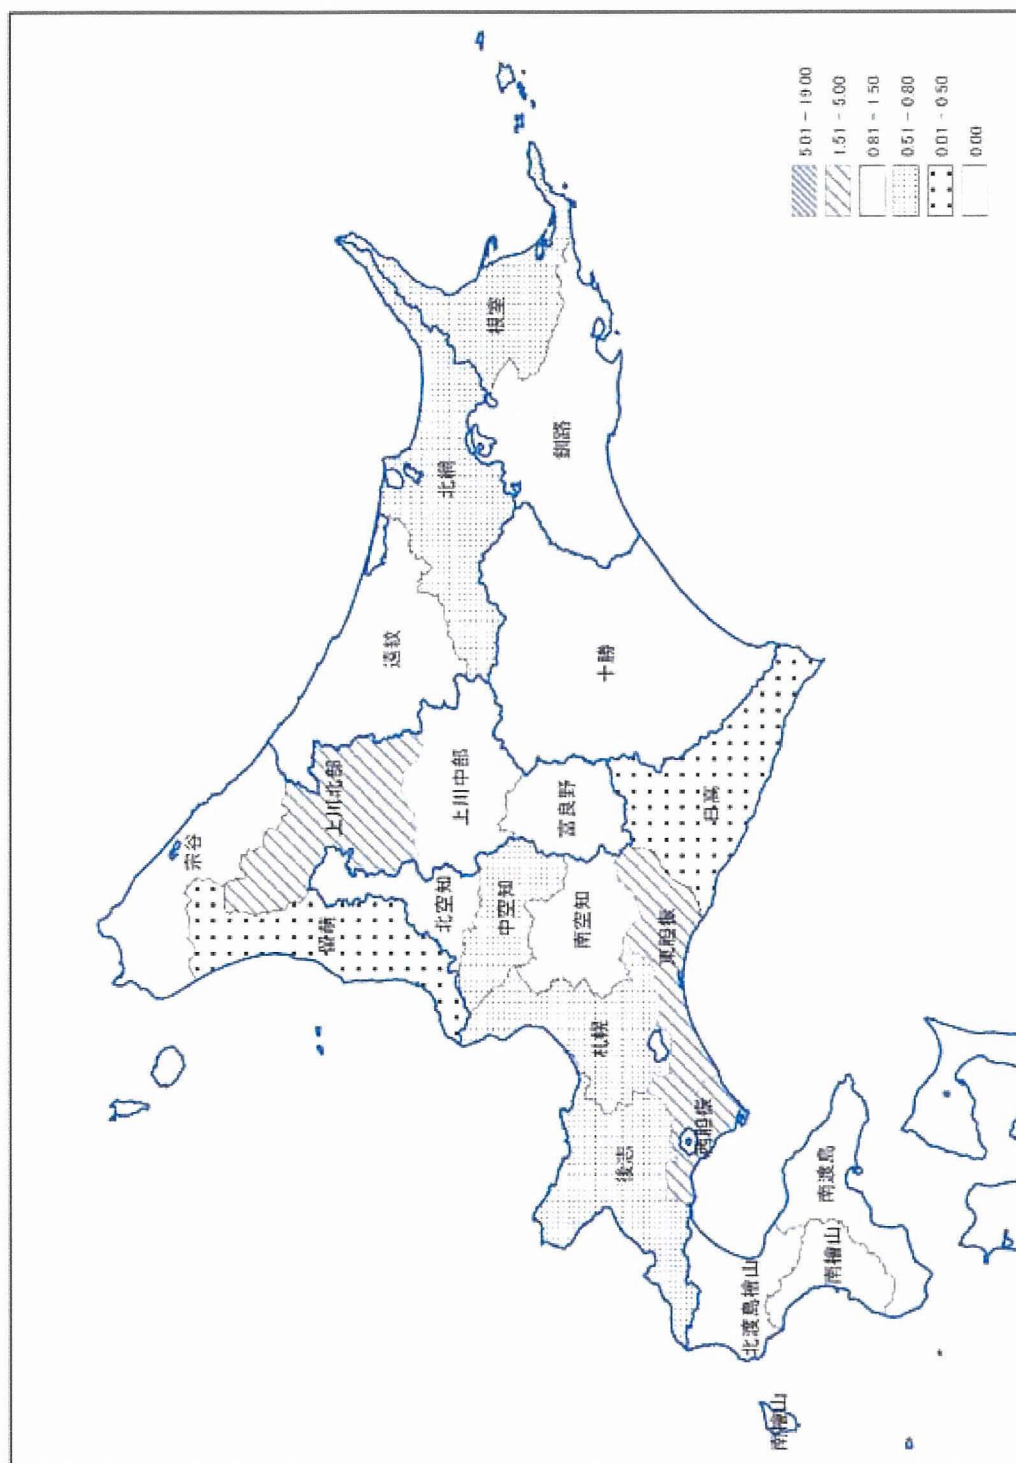 宗谷
上川北部
留萌
遠紋
北網
根室
上川中部
北空知
中空知
富良野
釧路
十勝
南空知
札幌
後志
東胆振
西胆振
日高
北渡島檜山
南渡島
南檜山
南檜山
5.01 - 19.00
1.51 - 5.00
0.81 - 1.50
0.51 - 0.80
0.01 - 0.50
0.00